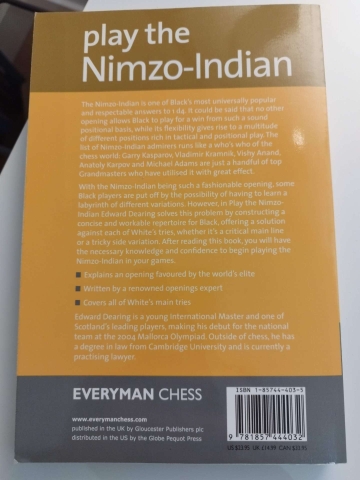 play the
Nimzo-Indian
The Nimzo-Indian is one of Black's most universally popular
and respectable answers to 1 d4. It could be said that no other
opening allows Black to play for a win from such a sound
positional basis, while its flexibility gives rise to a multitude
of different positions rich in tactical and positional play. The
list of Nimzo-Indian admirers runs like a who's who of the
chess world: Garry Kasparov, Vladimir Kramnik, Vishy Anand,
Anatoly Karpov and Michael Adams are just a handful of top
Grandmasters who have utilised it with great effect.
With the Nimzo-Indian being such a fashionable opening, some
Black players are put off by the possibility of having to learn a
labyrinth of different variations. However, in Play the Nimzo-
Indian Edward Dearing solves this problem by constructing a
concise and workable repertoire for Black, offering a solution
against each of White's tries, whether it's a critical main line
or a tricky side variation. After reading this book, you will have
the necessary knowledge and confidence to begin playing the
Nimzo-Indian in your games.
■ Explains an opening favoured by the world's elite
■ Written by a renowned openings expert
■ Covers all of White's main tries
Edward Dearing is a young International Master and one of
Scotland's leading players, making his debut for the national
team at the 2004 Mallorca Olympiad. Outside of chess, he has
a degree in law from Cambridge University and is currently a
practising lawyer.
EVERYMAN CHESS
www.everymanchess.com
published in the UK by Gloucester Publishers plc
distributed in the US by the Globe Pequot Press
ISBN 1-85744-403-5
9 781857 444032
US $23.95 UK £14.99 CAN $33.95